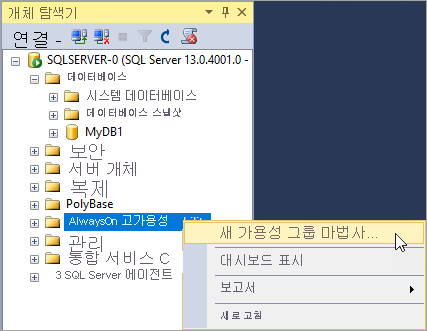 개체 탐색기
연결 -
SQLSERVER-0 (SQL Server 13.0.4001.0 -
데이터베이스
시스템 데이터베이스
데이터베이스 스냅샷
MyDB1
보안
서버 개체
복제
PolyBase
AlwaysOn 고가용성
관리
통합 서비스 C
3 SQL Server 에이전트
새 가용성 그룹 마법사...
대시보드 표시
보고서
새로 고침